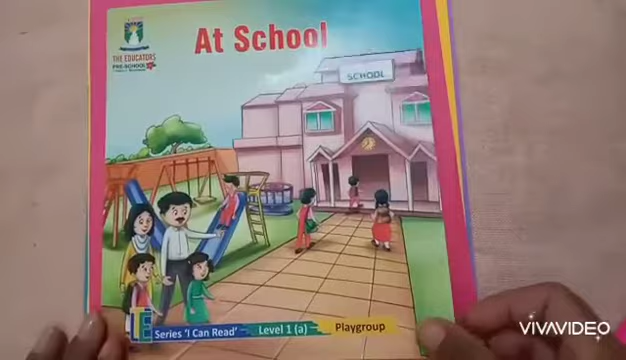 At School
THE EDUCATORS
PRE-SCHOOL
SCHOOL
Series 'I Can Read'
Level 1 (a)
Playgroup
VIVAVIDEO